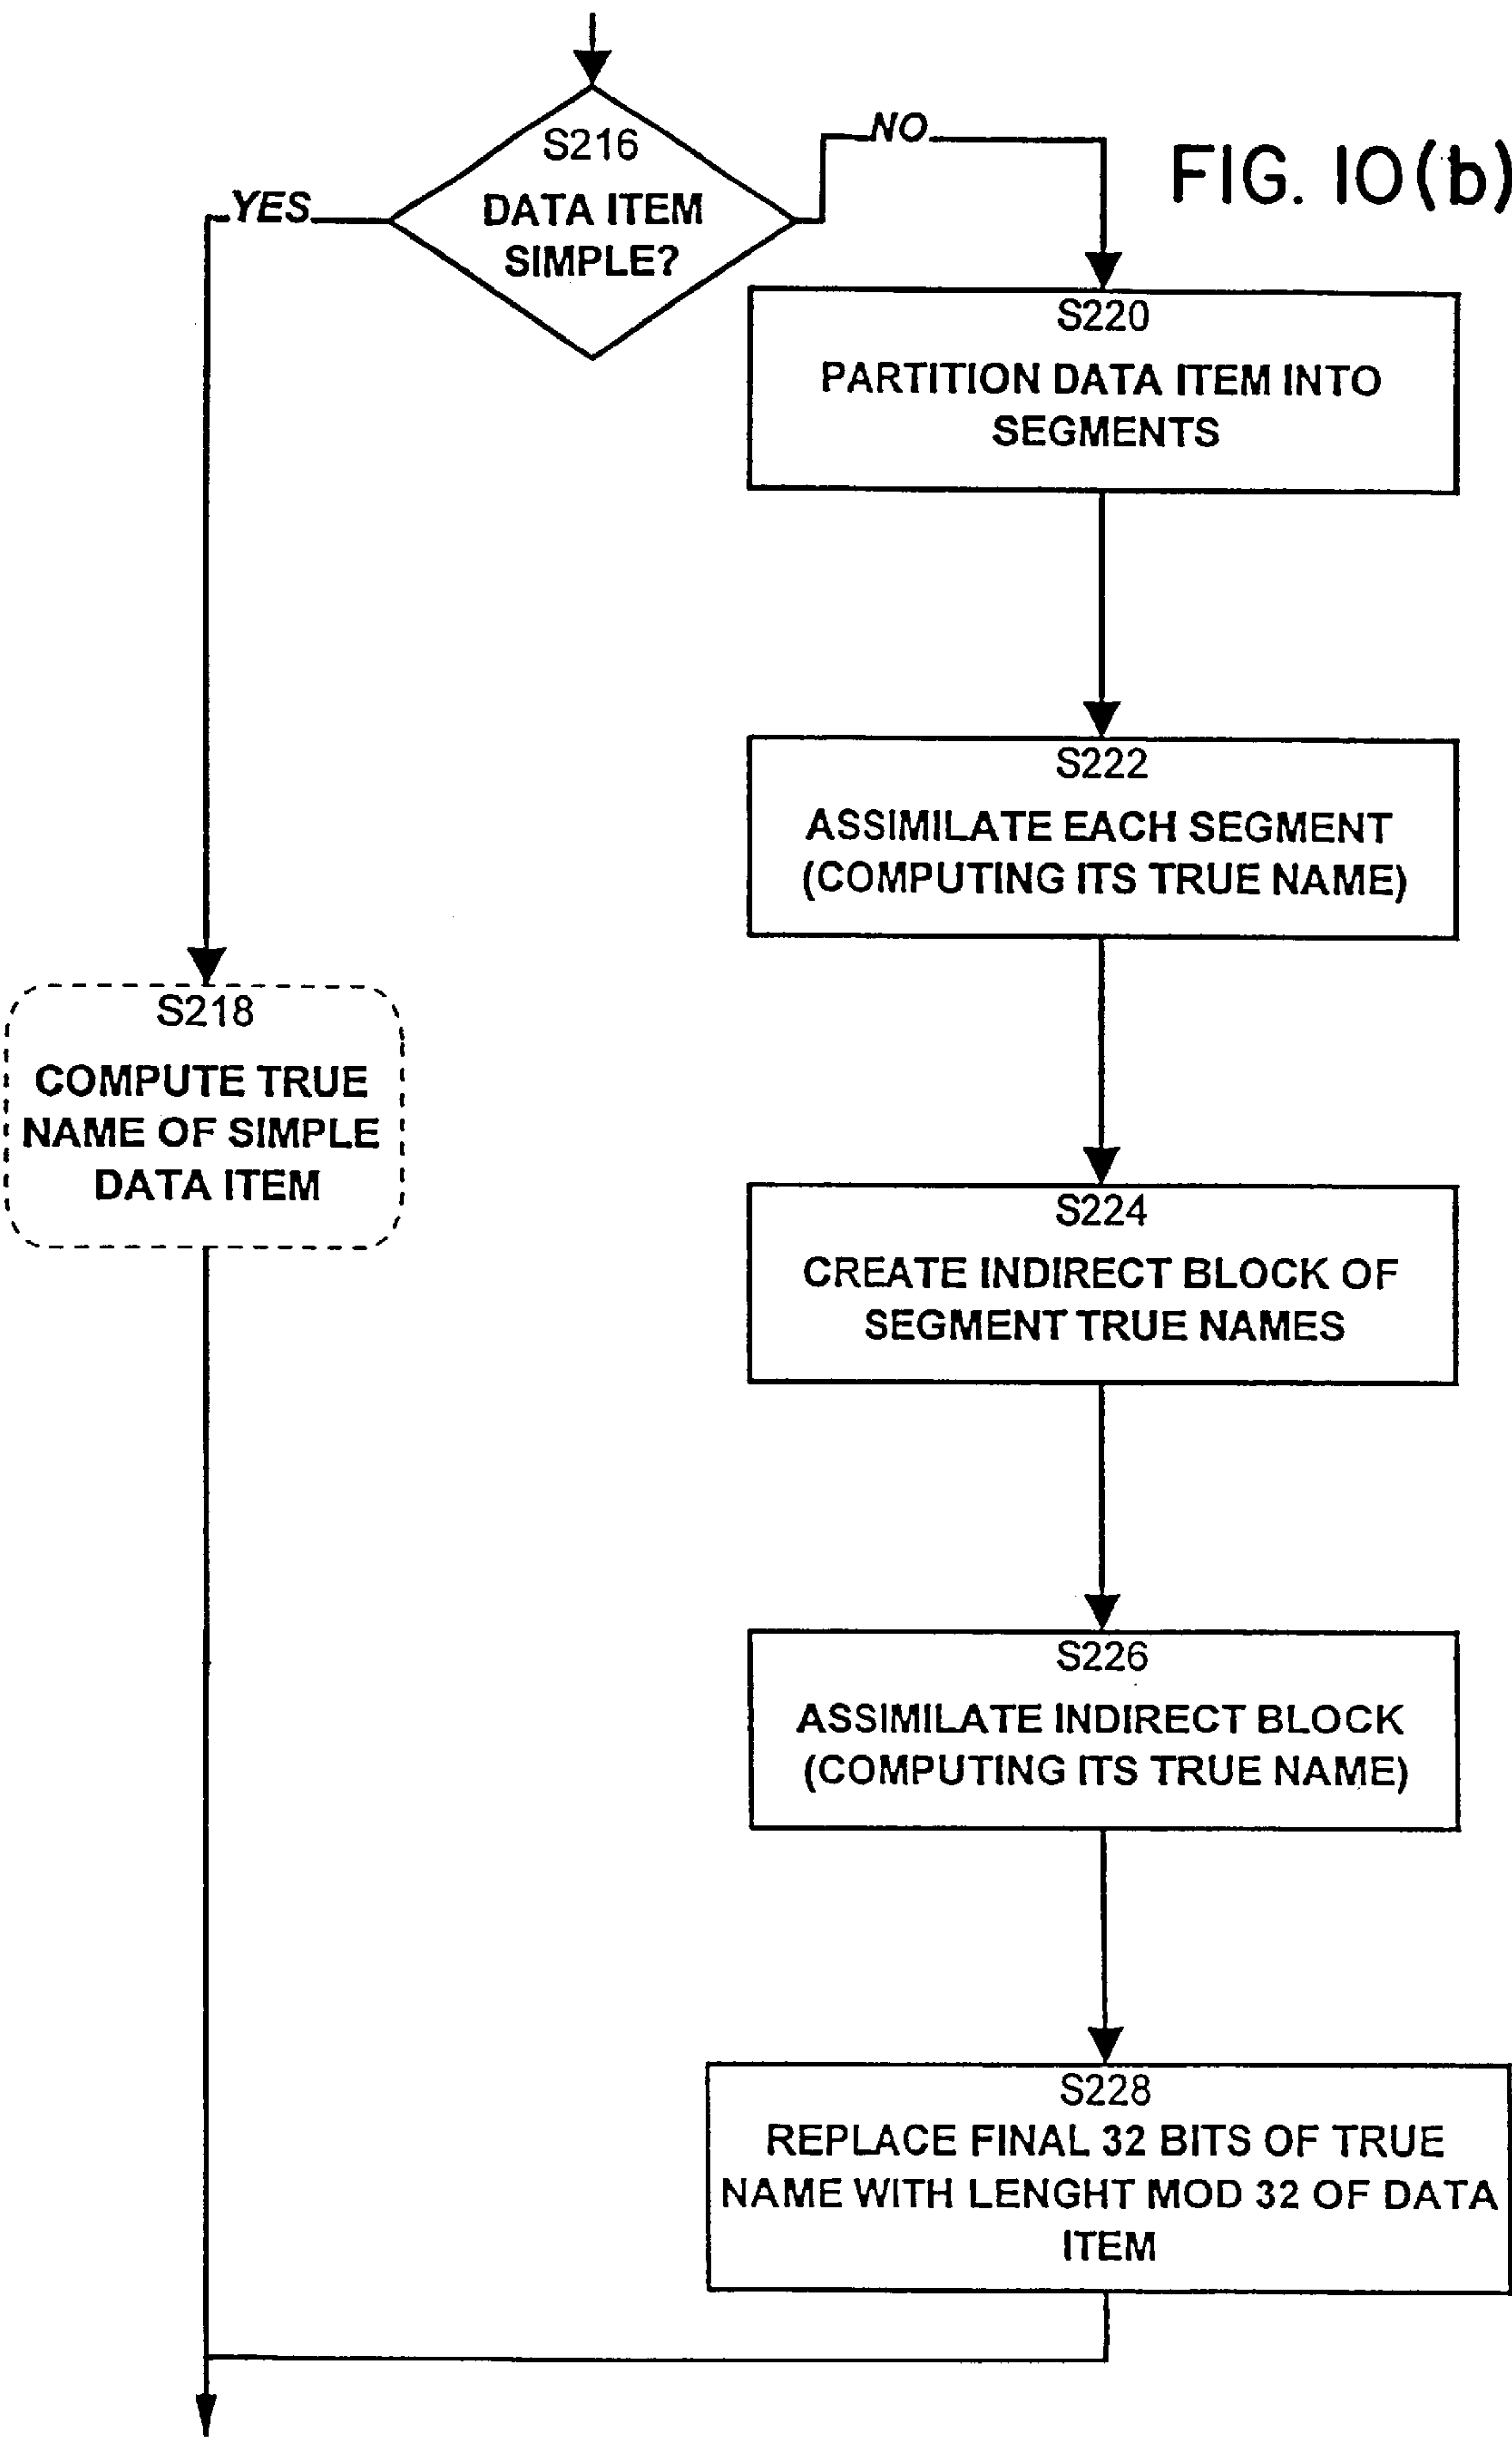 FIG. 10(b)
S216
DATA ITEM
SIMPLE?
YES
NO
S220
PARTITION DATA ITEM INTO
SEGMENTS
S222
ASSIMILATE EACH SEGMENT
(COMPUTING ITS TRUE NAME)
S218
COMPUTE TRUE
NAME OF SIMPLE
DATA ITEM
S224
CREATE INDIRECT BLOCK OF
SEGMENT TRUE NAMES
S226
ASSIMILATE INDIRECT BLOCK
(COMPUTING ITS TRUE NAME)
S228
REPLACE FINAL 32 BITS OF TRUE
NAME WITH LENGHT MOD 32 OF DATA
ITEM